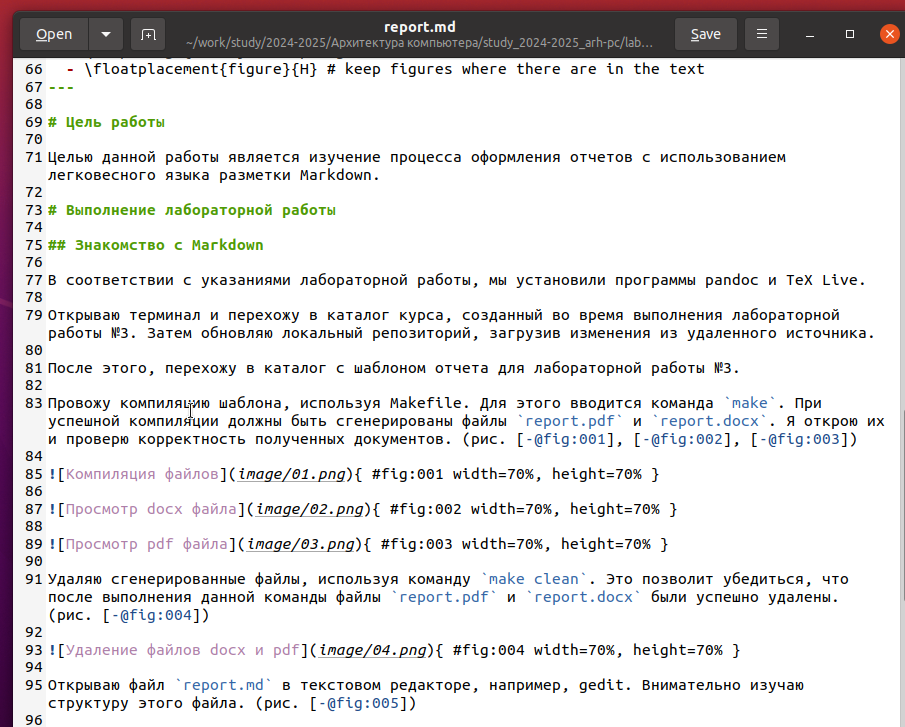 Open
report.md
~/work/study/2024-2025/Архитектура компьютера/study_2024-2025_arh-pc/lab…
Save
66 - \floatplacement{figure}{H} # keep figures where there are in the text
67 ---
68
69 # Цель работы
70
71 Целью данной работы является изучение процесса оформления отчетов с использованием
легковесного языка разметки Markdown.
72
73 # Выполнение лабораторной работы
74
75 ## Знакомство с Markdown
76
77 В соответствии с указаниями лабораторной работы, мы установили программы pandoc и TeX Live.
78
79 Открываю терминал и перехожу в каталог курса, созданный во время выполнения лабораторной
работы №3. Затем обновляю локальный репозиторий, загрузив изменения из удаленного источника.
80
81 После этого, перехожу в каталог с шаблоном отчета для лабораторной работы №3.
82
83 Провожу компиляцию шаблона, используя Makefile. Для этого вводится команда `make`. При
успешной компиляции должны быть сгенерированы файлы `report.pdf` и `report.docx`. Я открою их
и проверю корректность полученных документов. (рис. [-@fig:001], [-@fig:002], [-@fig:003])
84
85 ![Компиляция файлов](image/01.png){ #fig:001 width=70%, height=70% }
86
87 ![Просмотр docx файла](image/02.png){ #fig:002 width=70%, height=70% }
88
89 ![Просмотр pdf файла](image/03.png){ #fig:003 width=70%, height=70% }
90
91 Удаляю сгенерированные файлы, используя команду `make clean`. Это позволит убедиться, что
после выполнения данной команды файлы `report.pdf` и `report.docx` были успешно удалены.
(рис. [-@fig:004])
92
93 ![Удаление файлов docx и pdf](image/04.png){ #fig:004 width=70%, height=70% }
94
95 Открываю файл `report.md` в текстовом редакторе, например, gedit. Внимательно изучаю
структуру этого файла. (рис. [-@fig:005])
96